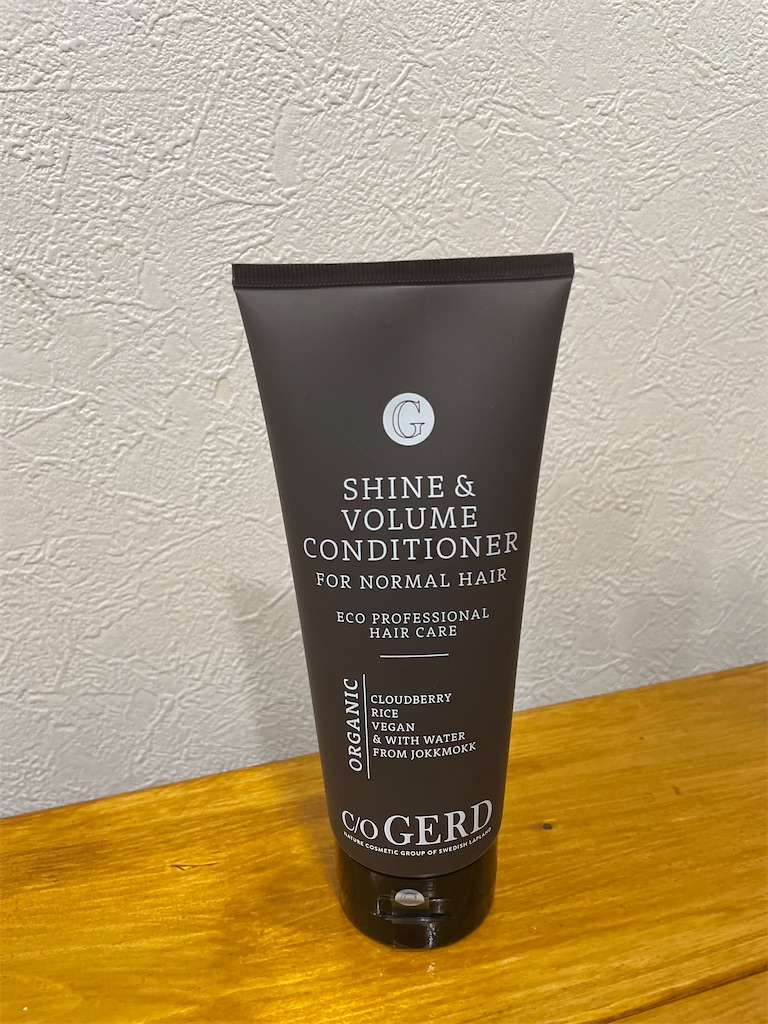 G
SHINE &
VOLUME
CONDITIONER
FOR NORMAL HAIR
ECO PROFESSIONAL
HAIR CARE
ORGANIC
CLOUDBERRY
RICE
VEGAN
& WITH WATER
FROM JOKKMOKK
C/O GERD
NATURE COSMETIC GROUP OF SWEDISH LAPLAND